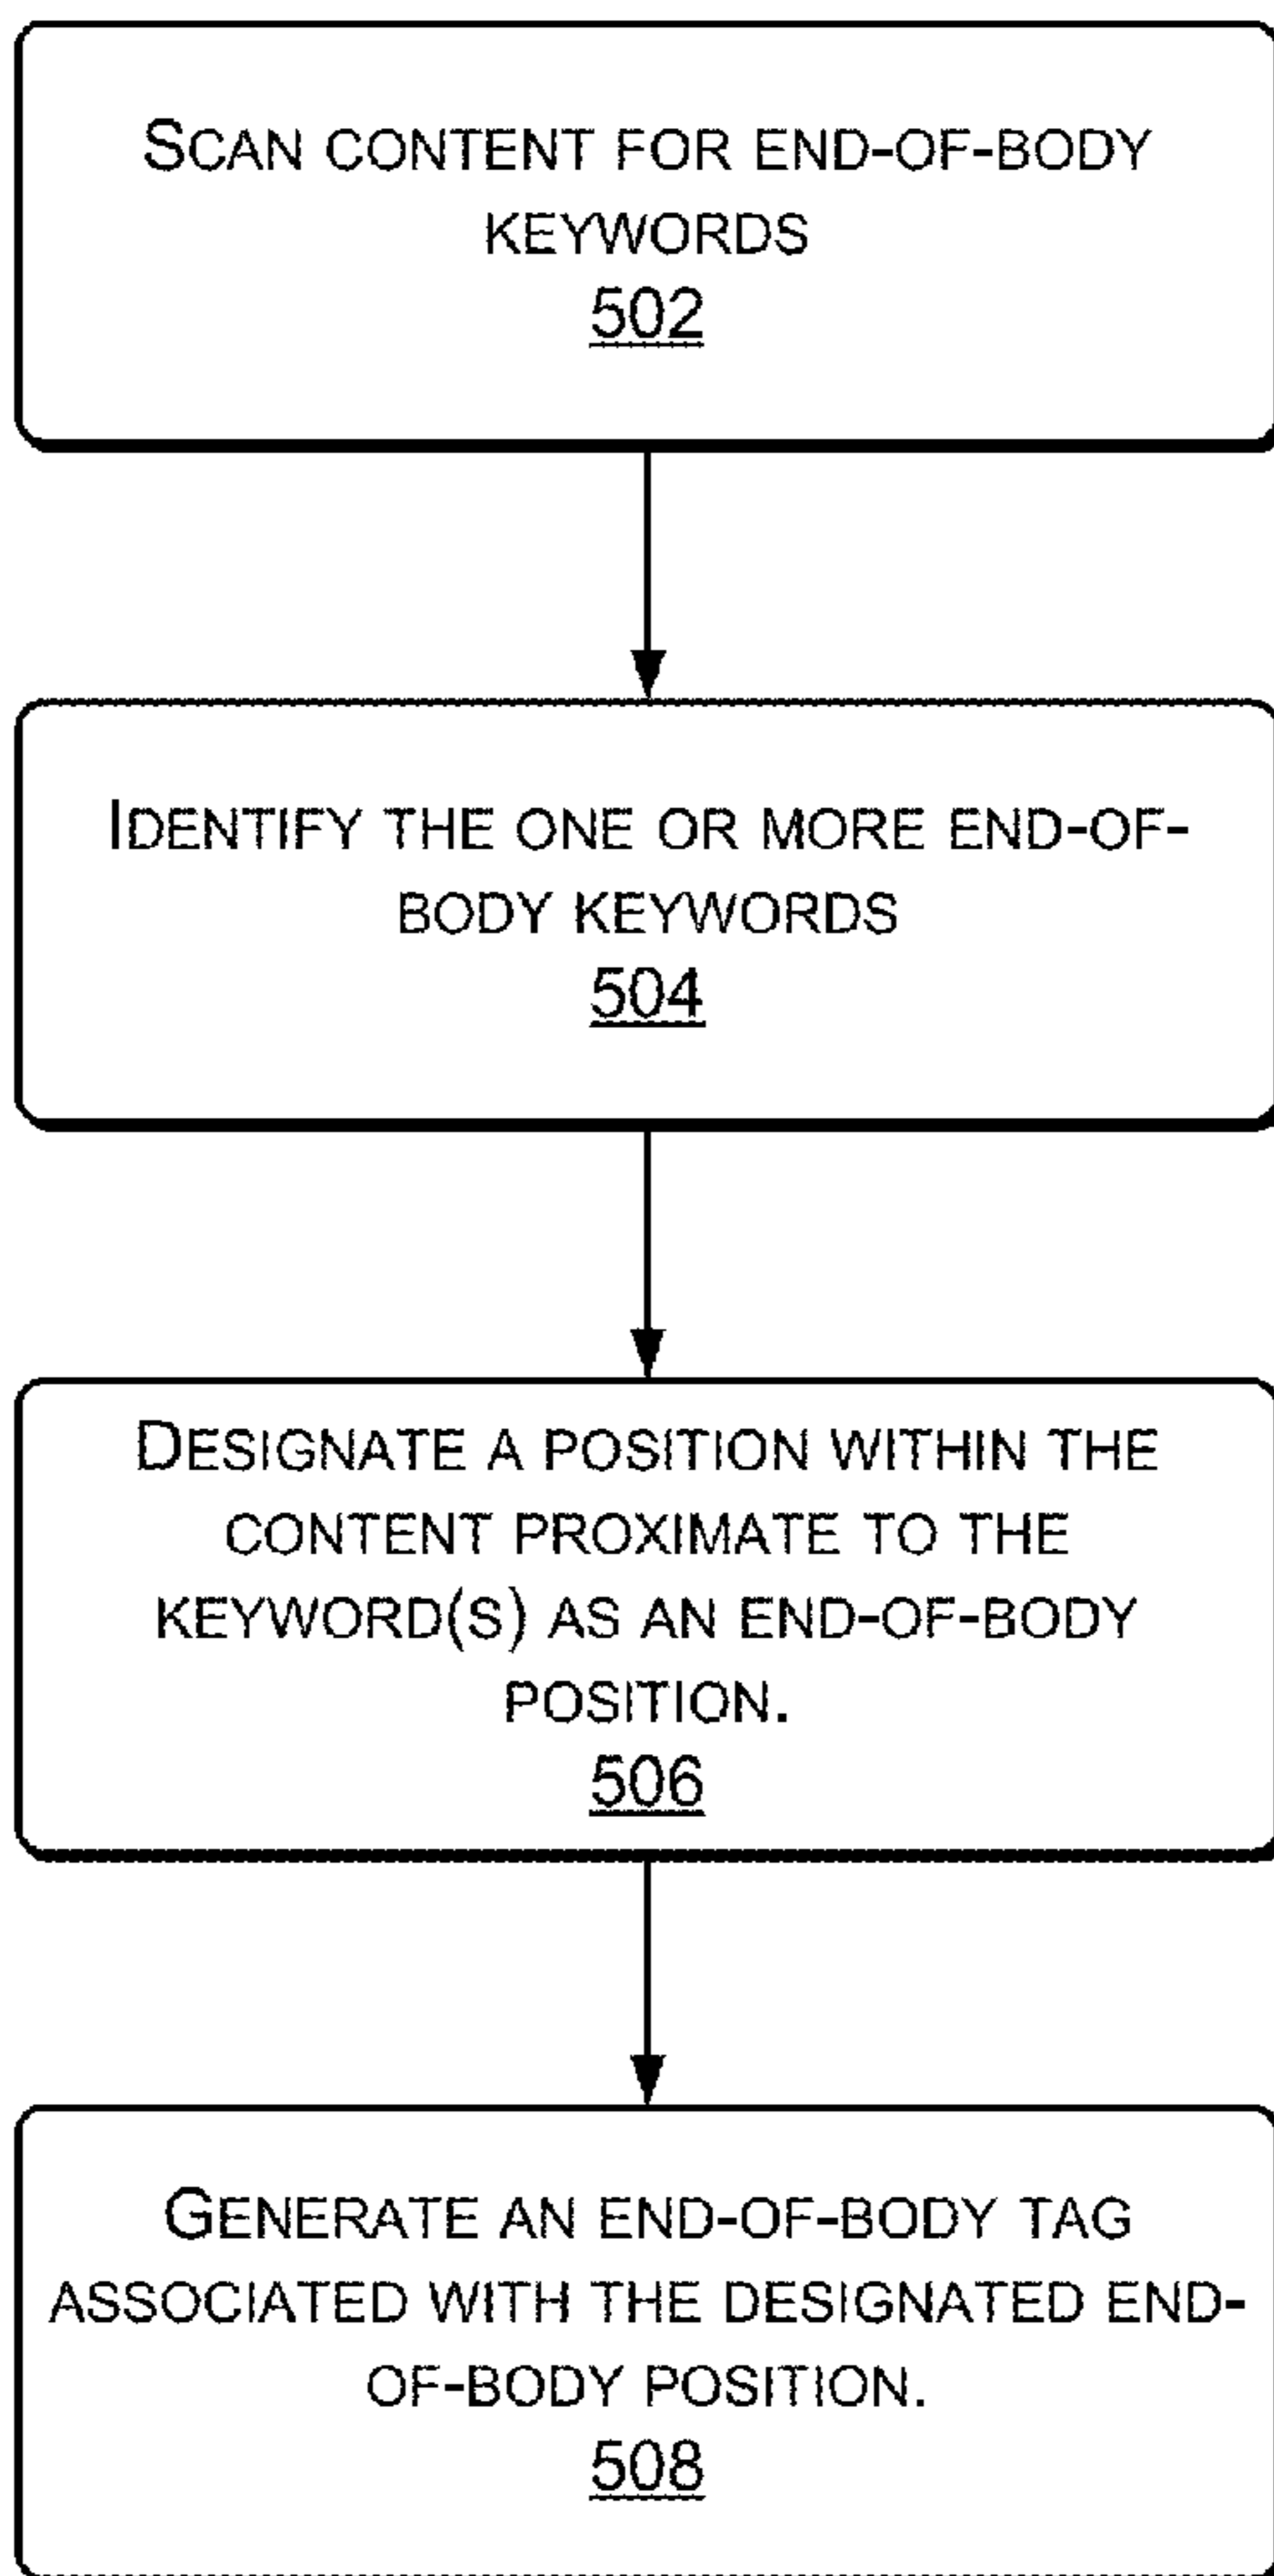 SCAN CONTENT FOR END-OF-BODY
KEYWORDS
502
IDENTIFY THE ONE OR MORE END-OF-
BODY KEYWORDS
504
DESIGNATE A POSITION WITHIN THE
CONTENT PROXIMATE TO THE
KEYWORD(S) AS AN END-OF-BODY
POSITION.
506
GENERATE AN END-OF-BODY TAG
ASSOCIATED WITH THE DESIGNATED END-
OF-BODY POSITION.
508